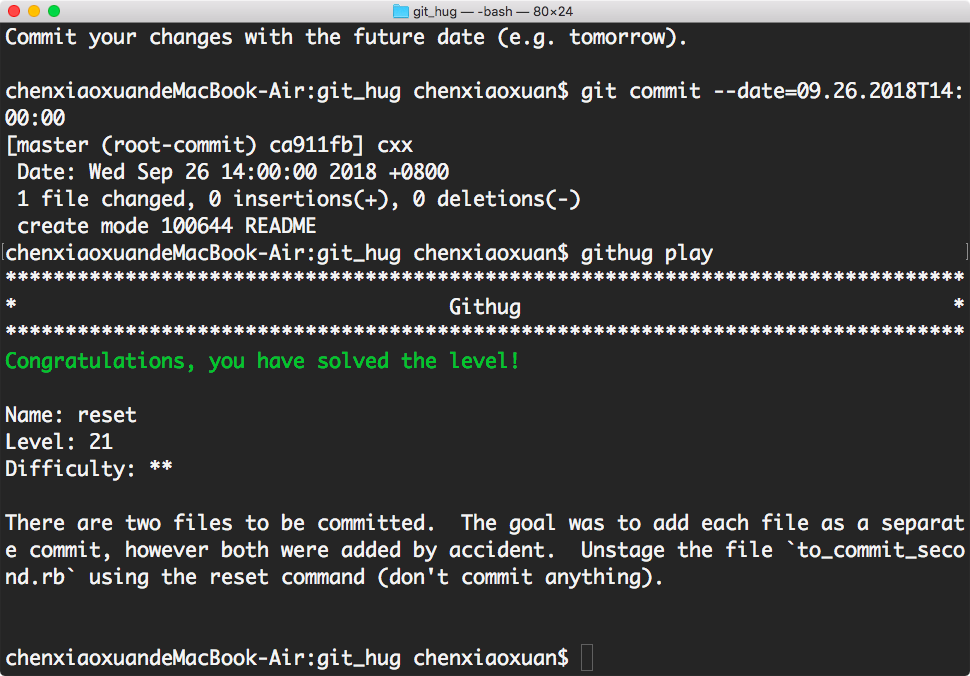 git_hug — -bash — 80×24
Commit your changes with the future date (e.g. tomorrow).
chenxiaoxuandeMacBook-Air:git_hug chenxiaoxuan$ git commit --date=09.26.2018T14:
00:00
[master (root-commit) ca911fb] cxx
 Date: Wed Sep 26 14:00:00 2018 +0800
 1 file changed, 0 insertions(+), 0 deletions(-)
 create mode 100644 README
[chenxiaoxuandeMacBook-Air:git_hug chenxiaoxuan$ githug play ]
********************************************************************************
*                                    Githug                                    *
********************************************************************************
Congratulations, you have solved the level!
Name: reset
Level: 21
Difficulty: **
There are two files to be committed.  The goal was to add each file as a separat
e commit, however both were added by accident.  Unstage the file `to_commit_seco
nd.rb` using the reset command (don't commit anything).
chenxiaoxuandeMacBook-Air:git_hug chenxiaoxuan$